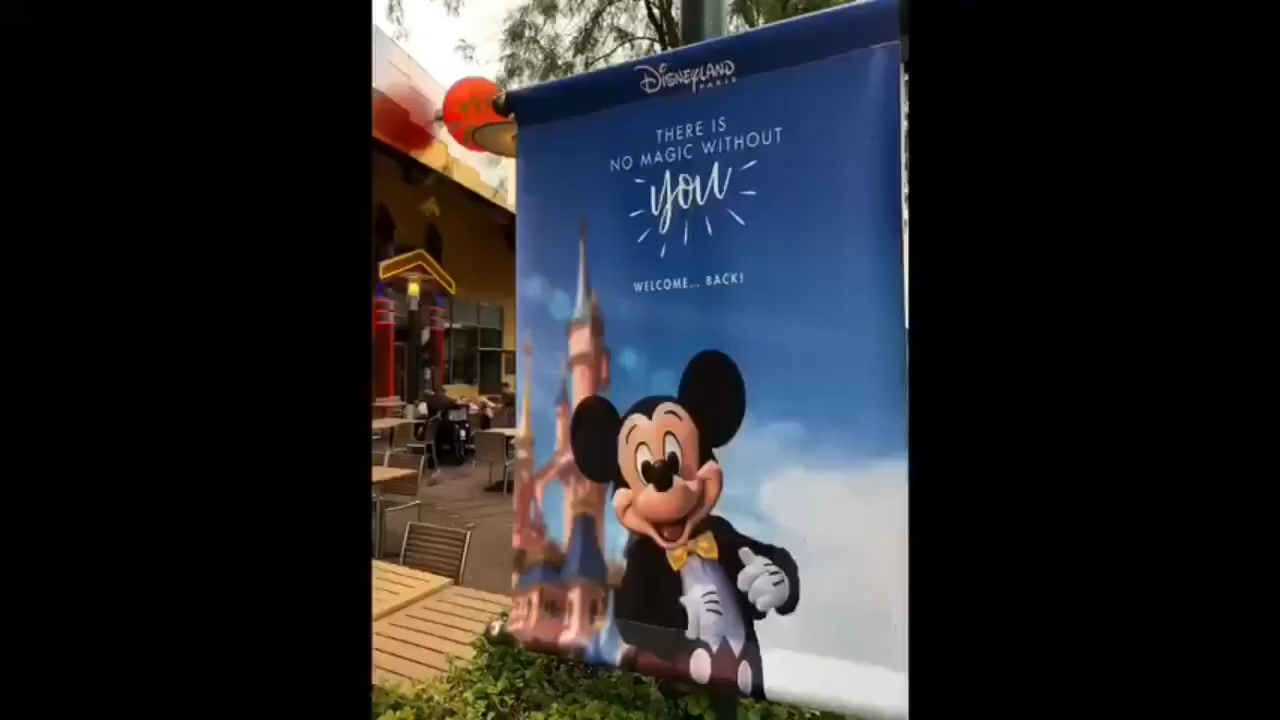 Disneyland
PARIS
THERE IS
NO MAGIC WITHOUT
you
WELCOME... BACK!